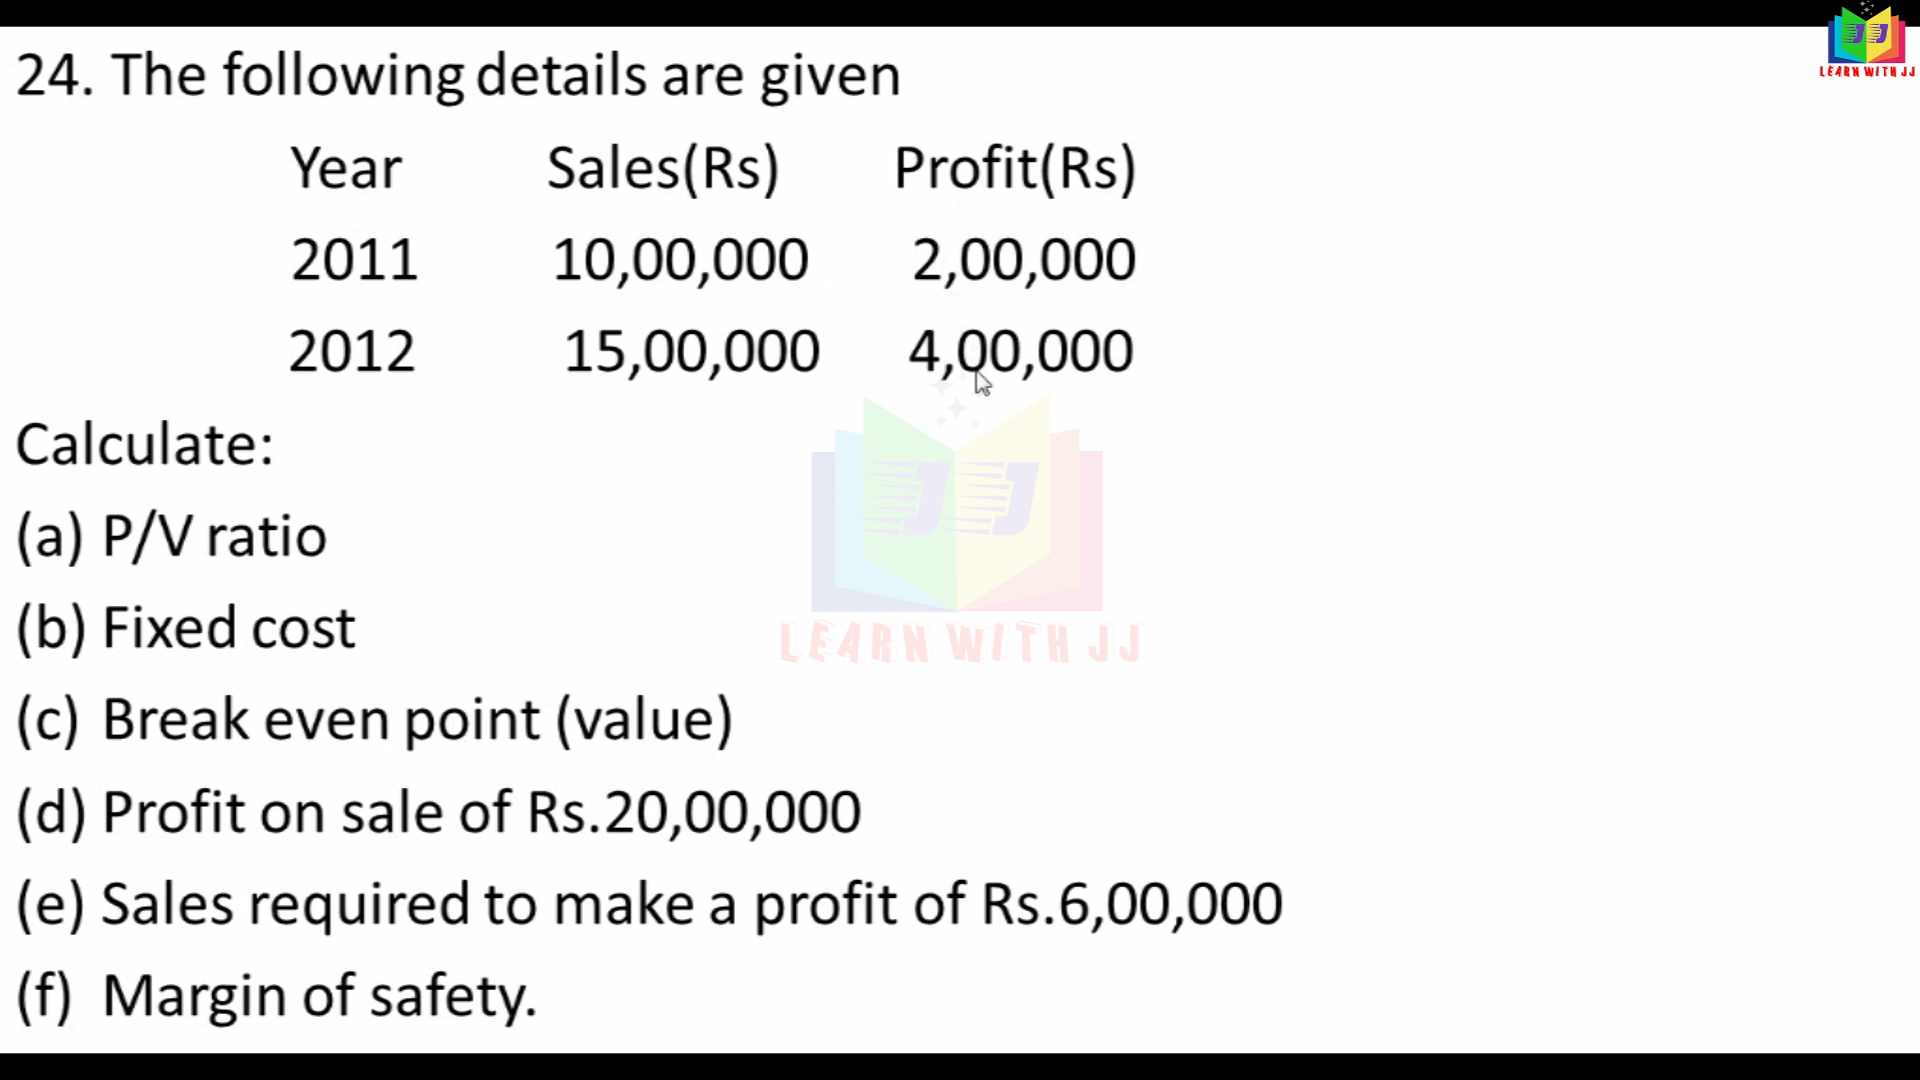 LEARN WITH JJ
24. The following details are given
Year Sales(Rs) Profit(Rs)
2011 10,00,000 2,00,000
2012 15,00,000 4,00,000
Calculate:
(a) P/V ratio
(b) Fixed cost
(c) Break even point (value)
(d) Profit on sale of Rs.20,00,000
(e) Sales required to make a profit of Rs.6,00,000
(f) Margin of safety.
JJ
LEARN WITH JJ